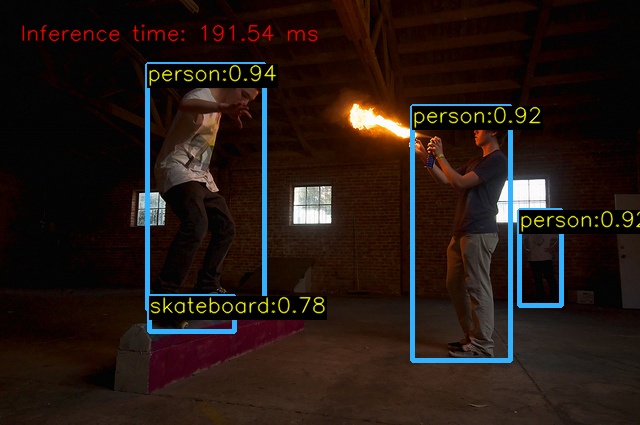 Inference time: 191.54 ms
person:0.94
person:0.92
person:0.92
skateboard:0.78